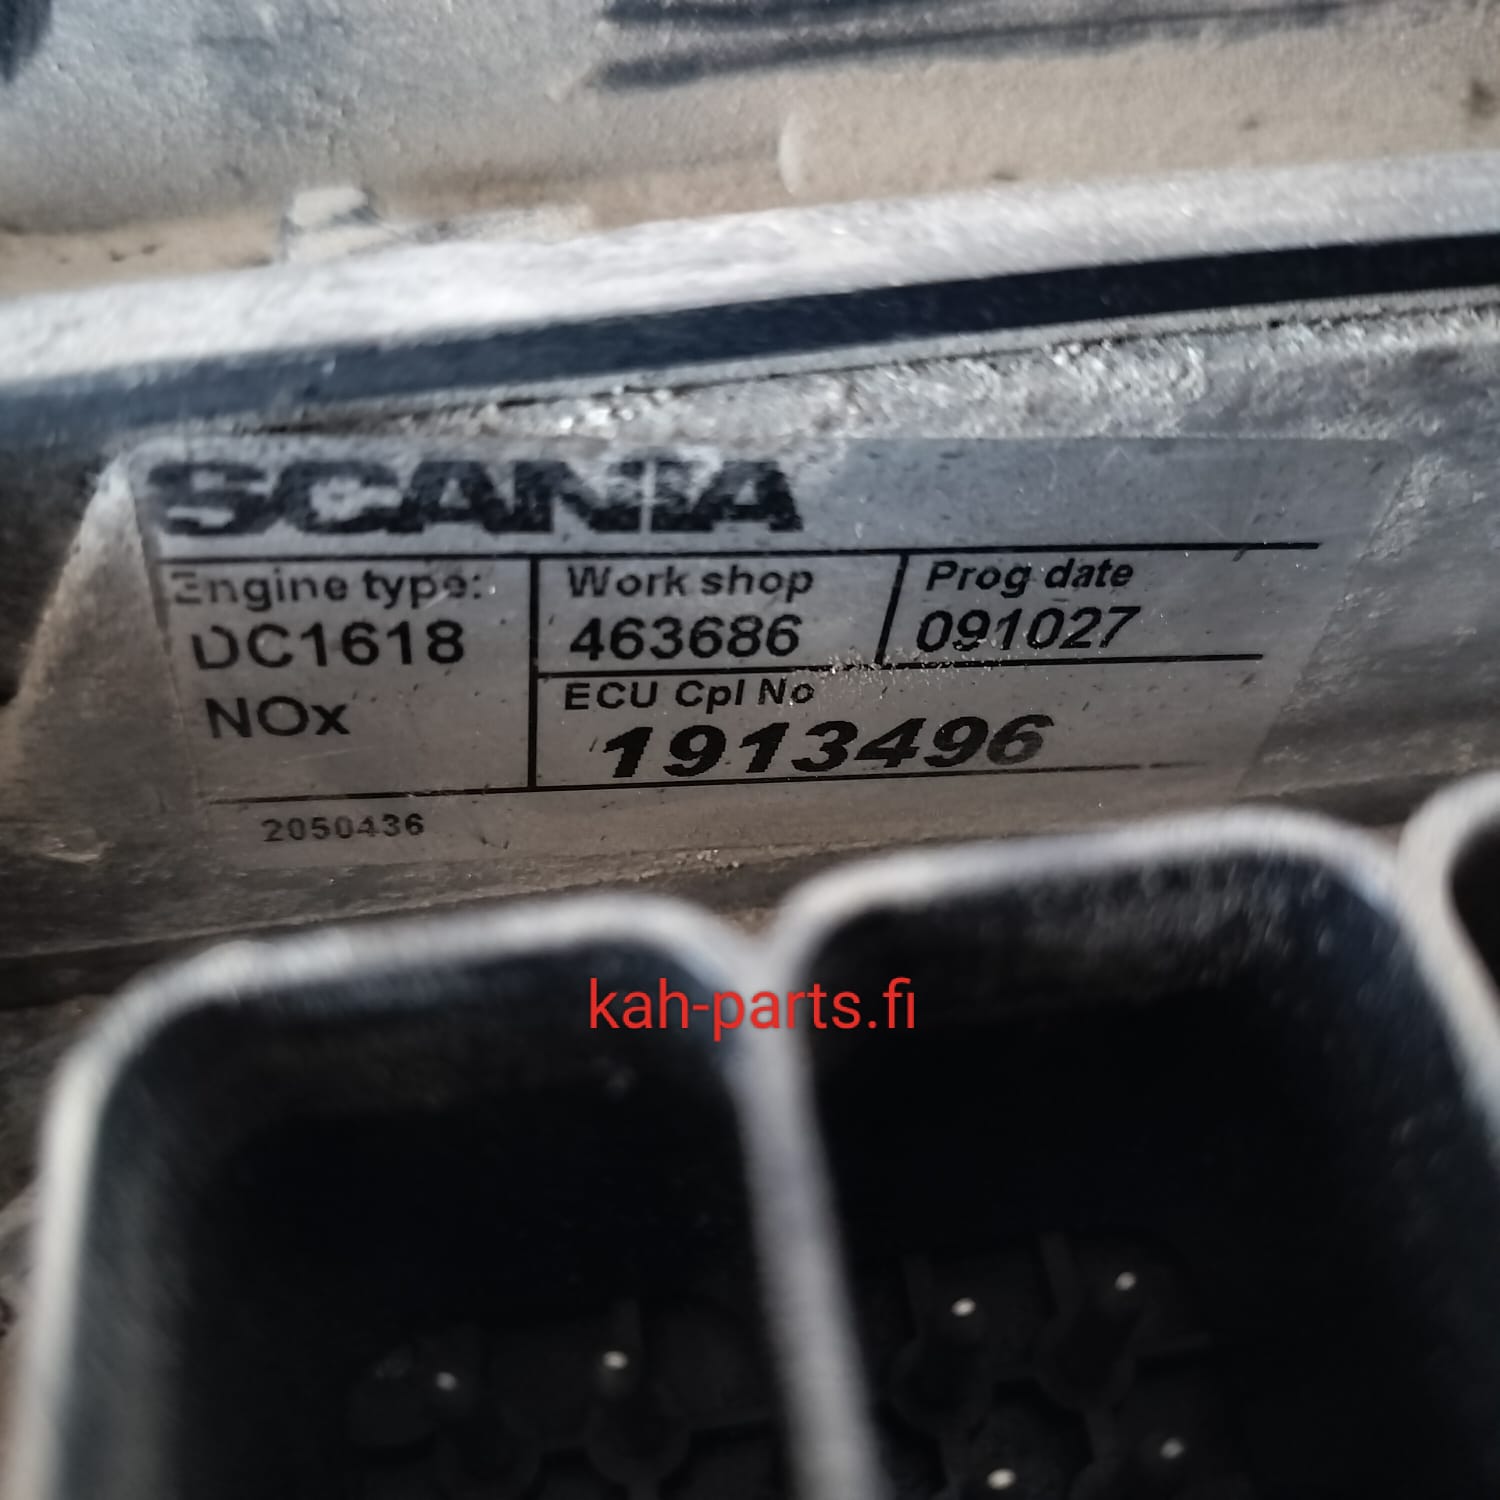 SCANIA
Engine type:
DC1618
NOx
Work shop
463686
Prog date
091027
ECU Cpl No
1913496
2050436
kah-parts.fi